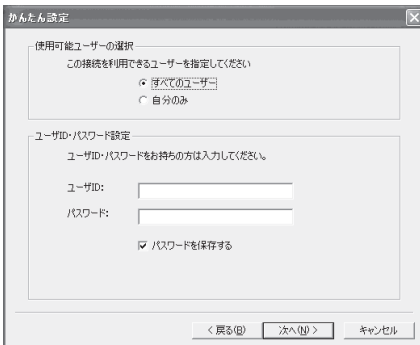 かんたん設定
使用可能ユーザーの選択
この接続を利用できるユーザーを指定してください
すべてのユーザー
自分のみ
ユーザID･パスワード設定
ユーザID･パスワードをお持ちの方は入力してください。
ユーザID:
パスワード:
パスワードを保存する
< 戻る(B) 次へ(N) > キャンセル